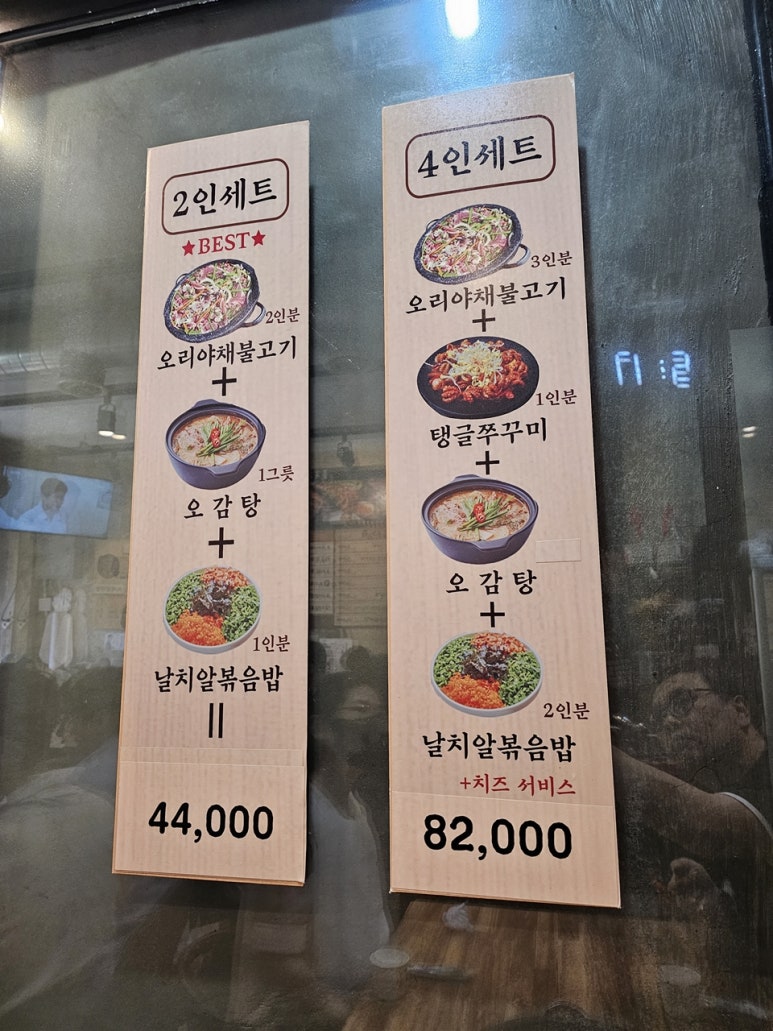 2인세트
★BEST★
2인분
오리야채불고기
+
1그릇
오감탕
+
1인분
날치알볶음밥
=
44,000
4인세트
3인분
오리야채불고기
+
1인분
탱글쭈꾸미
+
오감탕
+
2인분
날치알볶음밥
+치즈 서비스
82,000